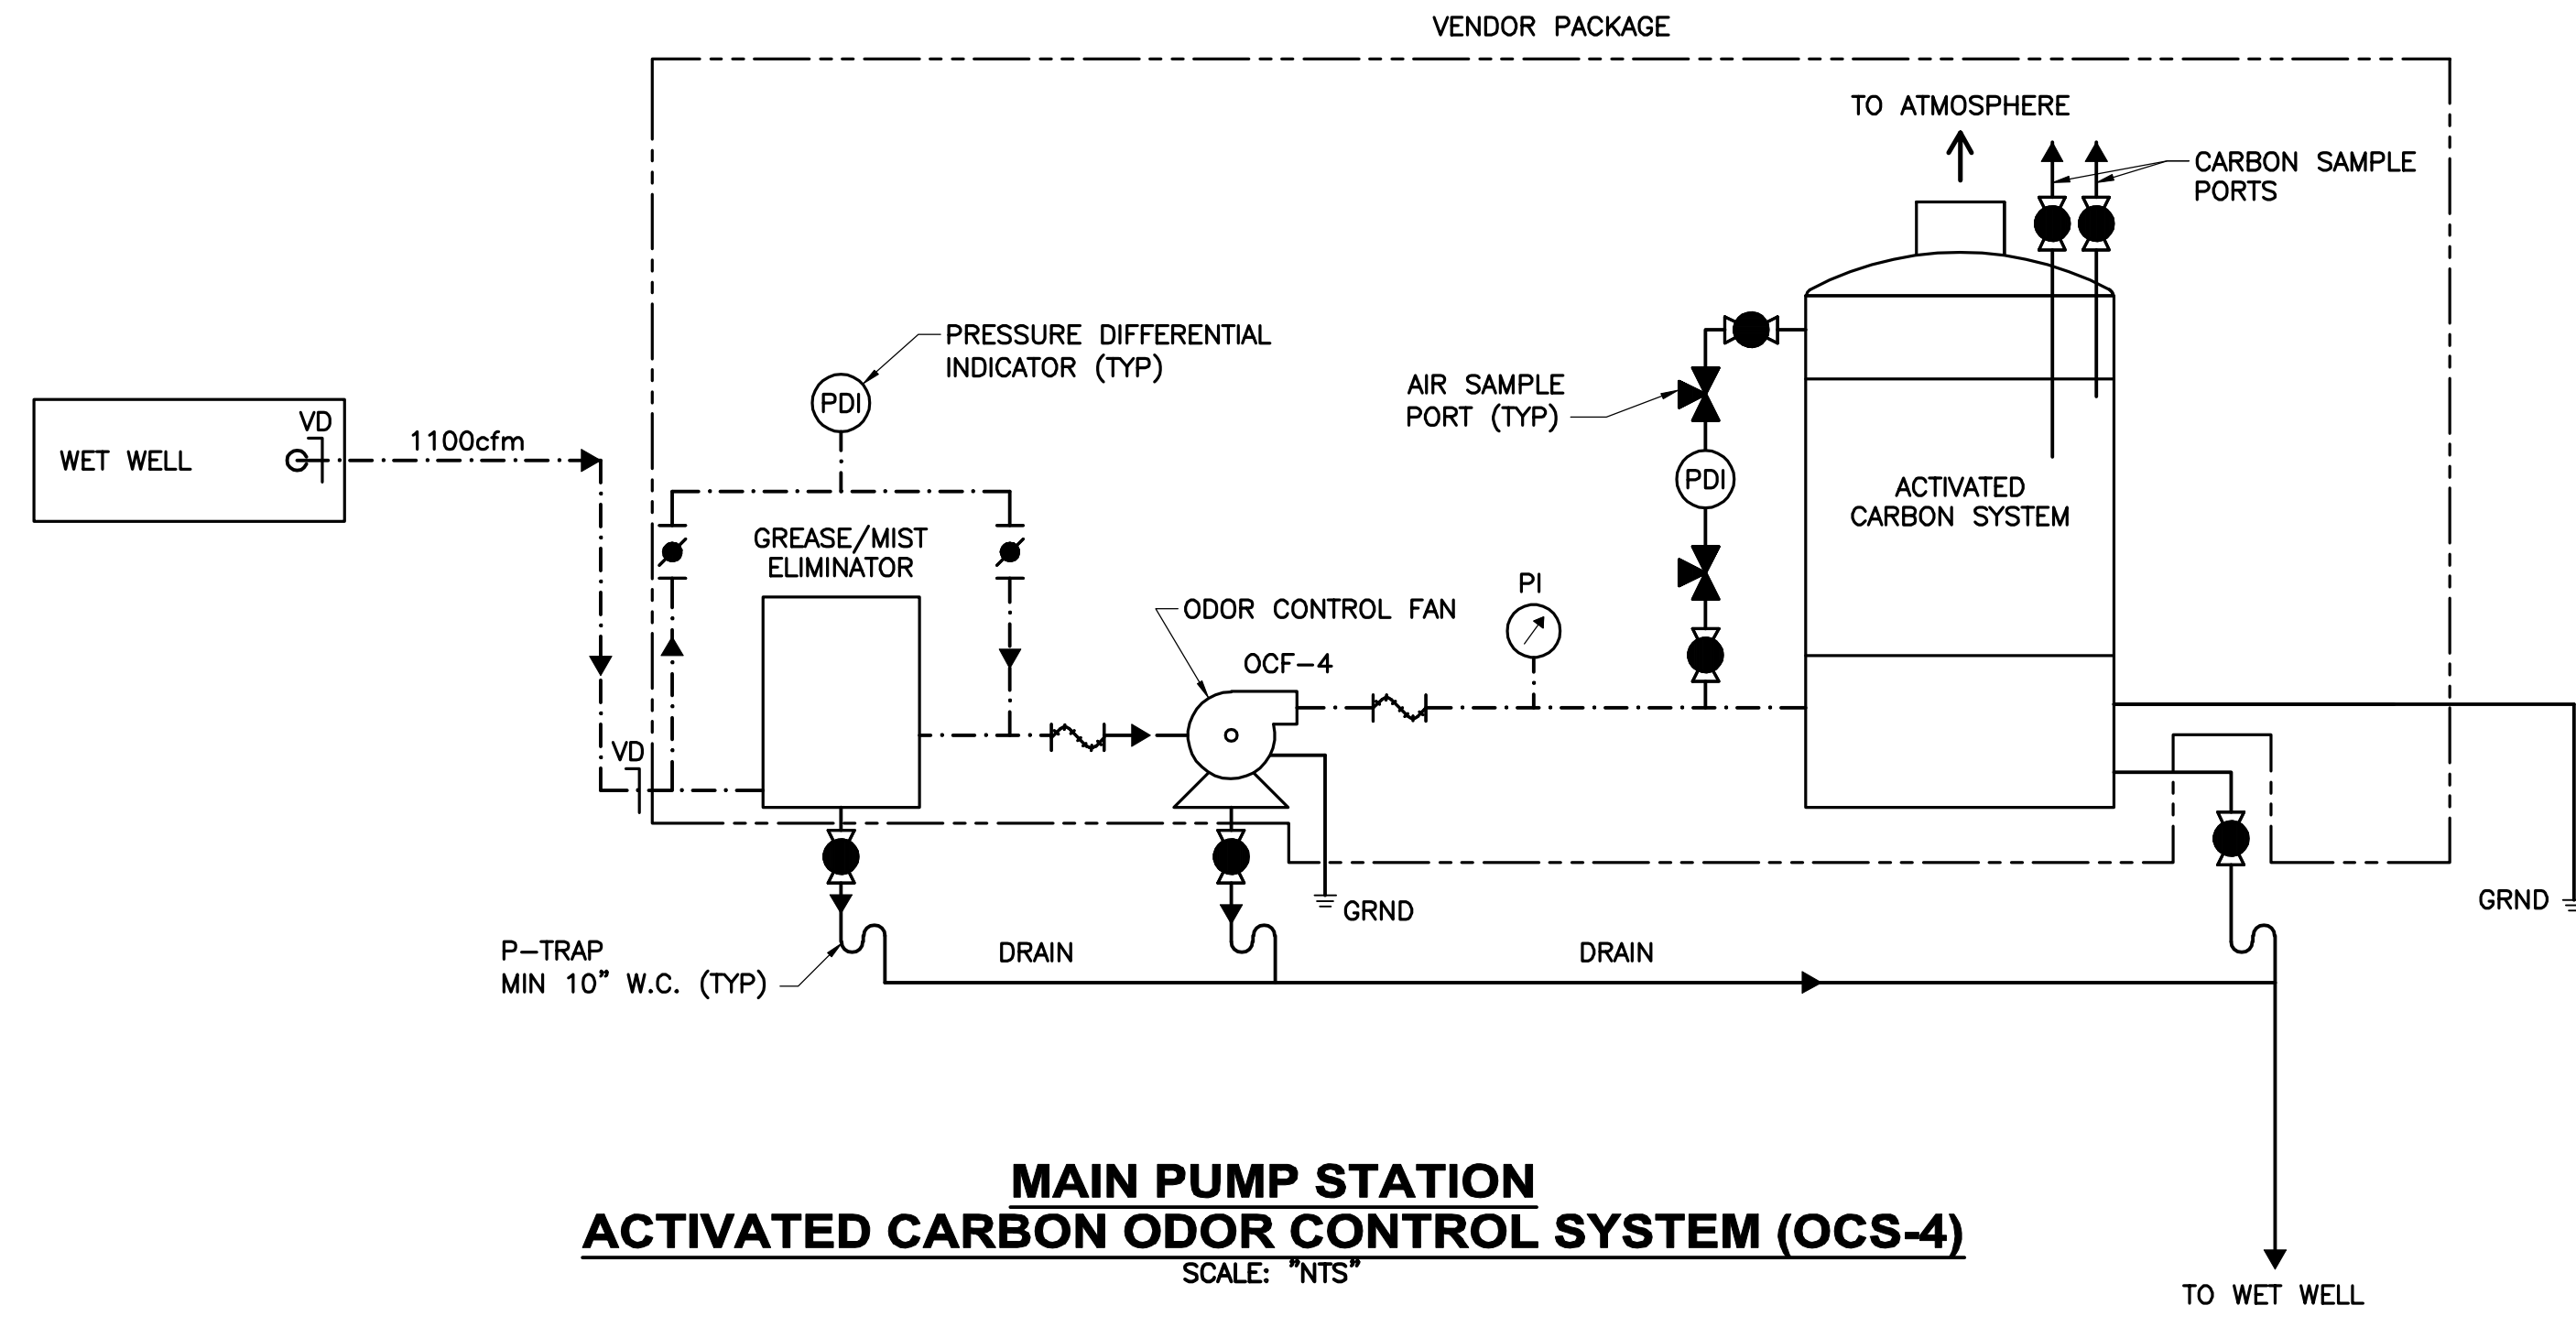 VENDOR PACKAGE
TO ATMOSPHERE
CARBON SAMPLE
PORTS
PRESSURE DIFFERENTIAL
INDICATOR (TYP)
PDI
AIR SAMPLE
PORT (TYP)
VD
1100cfm
WET WELL
PDI
ACTIVATED
CARBON SYSTEM
GREASE/MIST
ELIMINATOR
PI
ODOR CONTROL FAN
OCF-4
VD
GRND
GRND
P-TRAP
MIN 10" W.C. (TYP)
DRAIN
DRAIN
MAIN PUMP STATION
ACTIVATED CARBON ODOR CONTROL SYSTEM (OCS-4)
SCALE: "NTS"
TO WET WELL